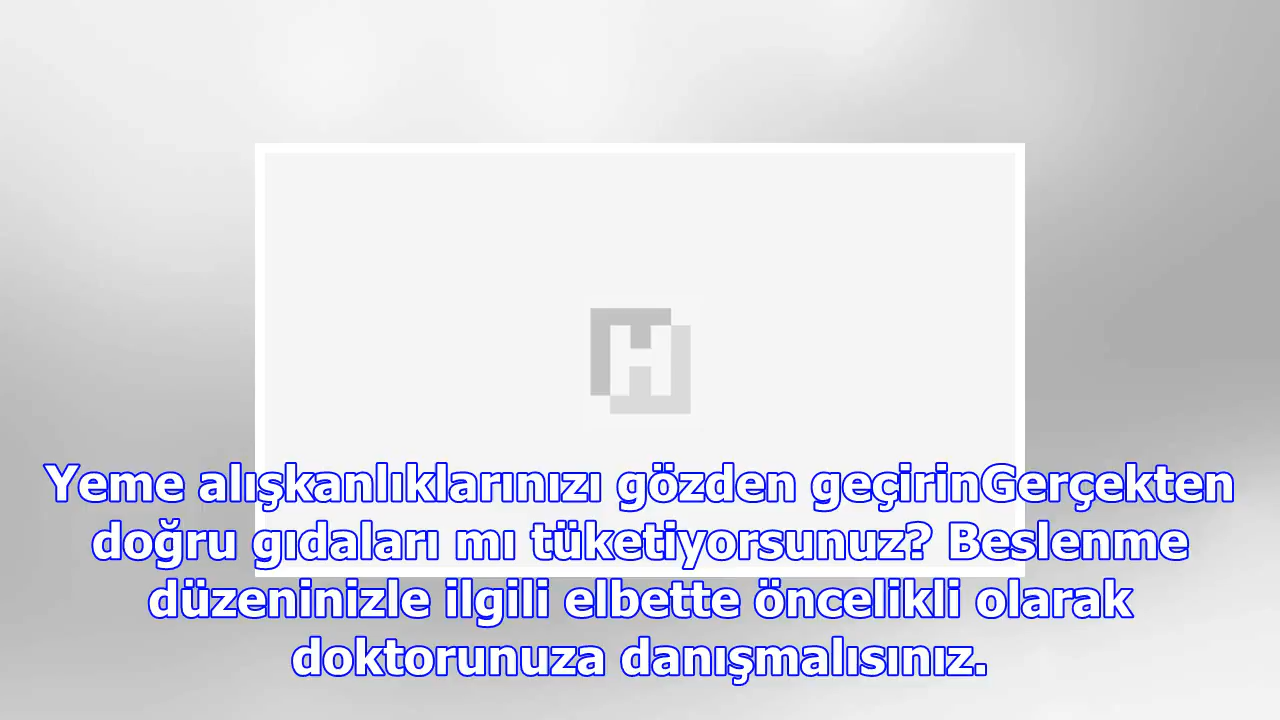 H
Yeme alışkanlıklarınızı gözden geçirinGerçekten
doğru gıdaları mı tüketiyorsunuz? Beslenme
düzeninizle ilgili elbette öncelikli olarak
doktorunuza danışmalısınız.